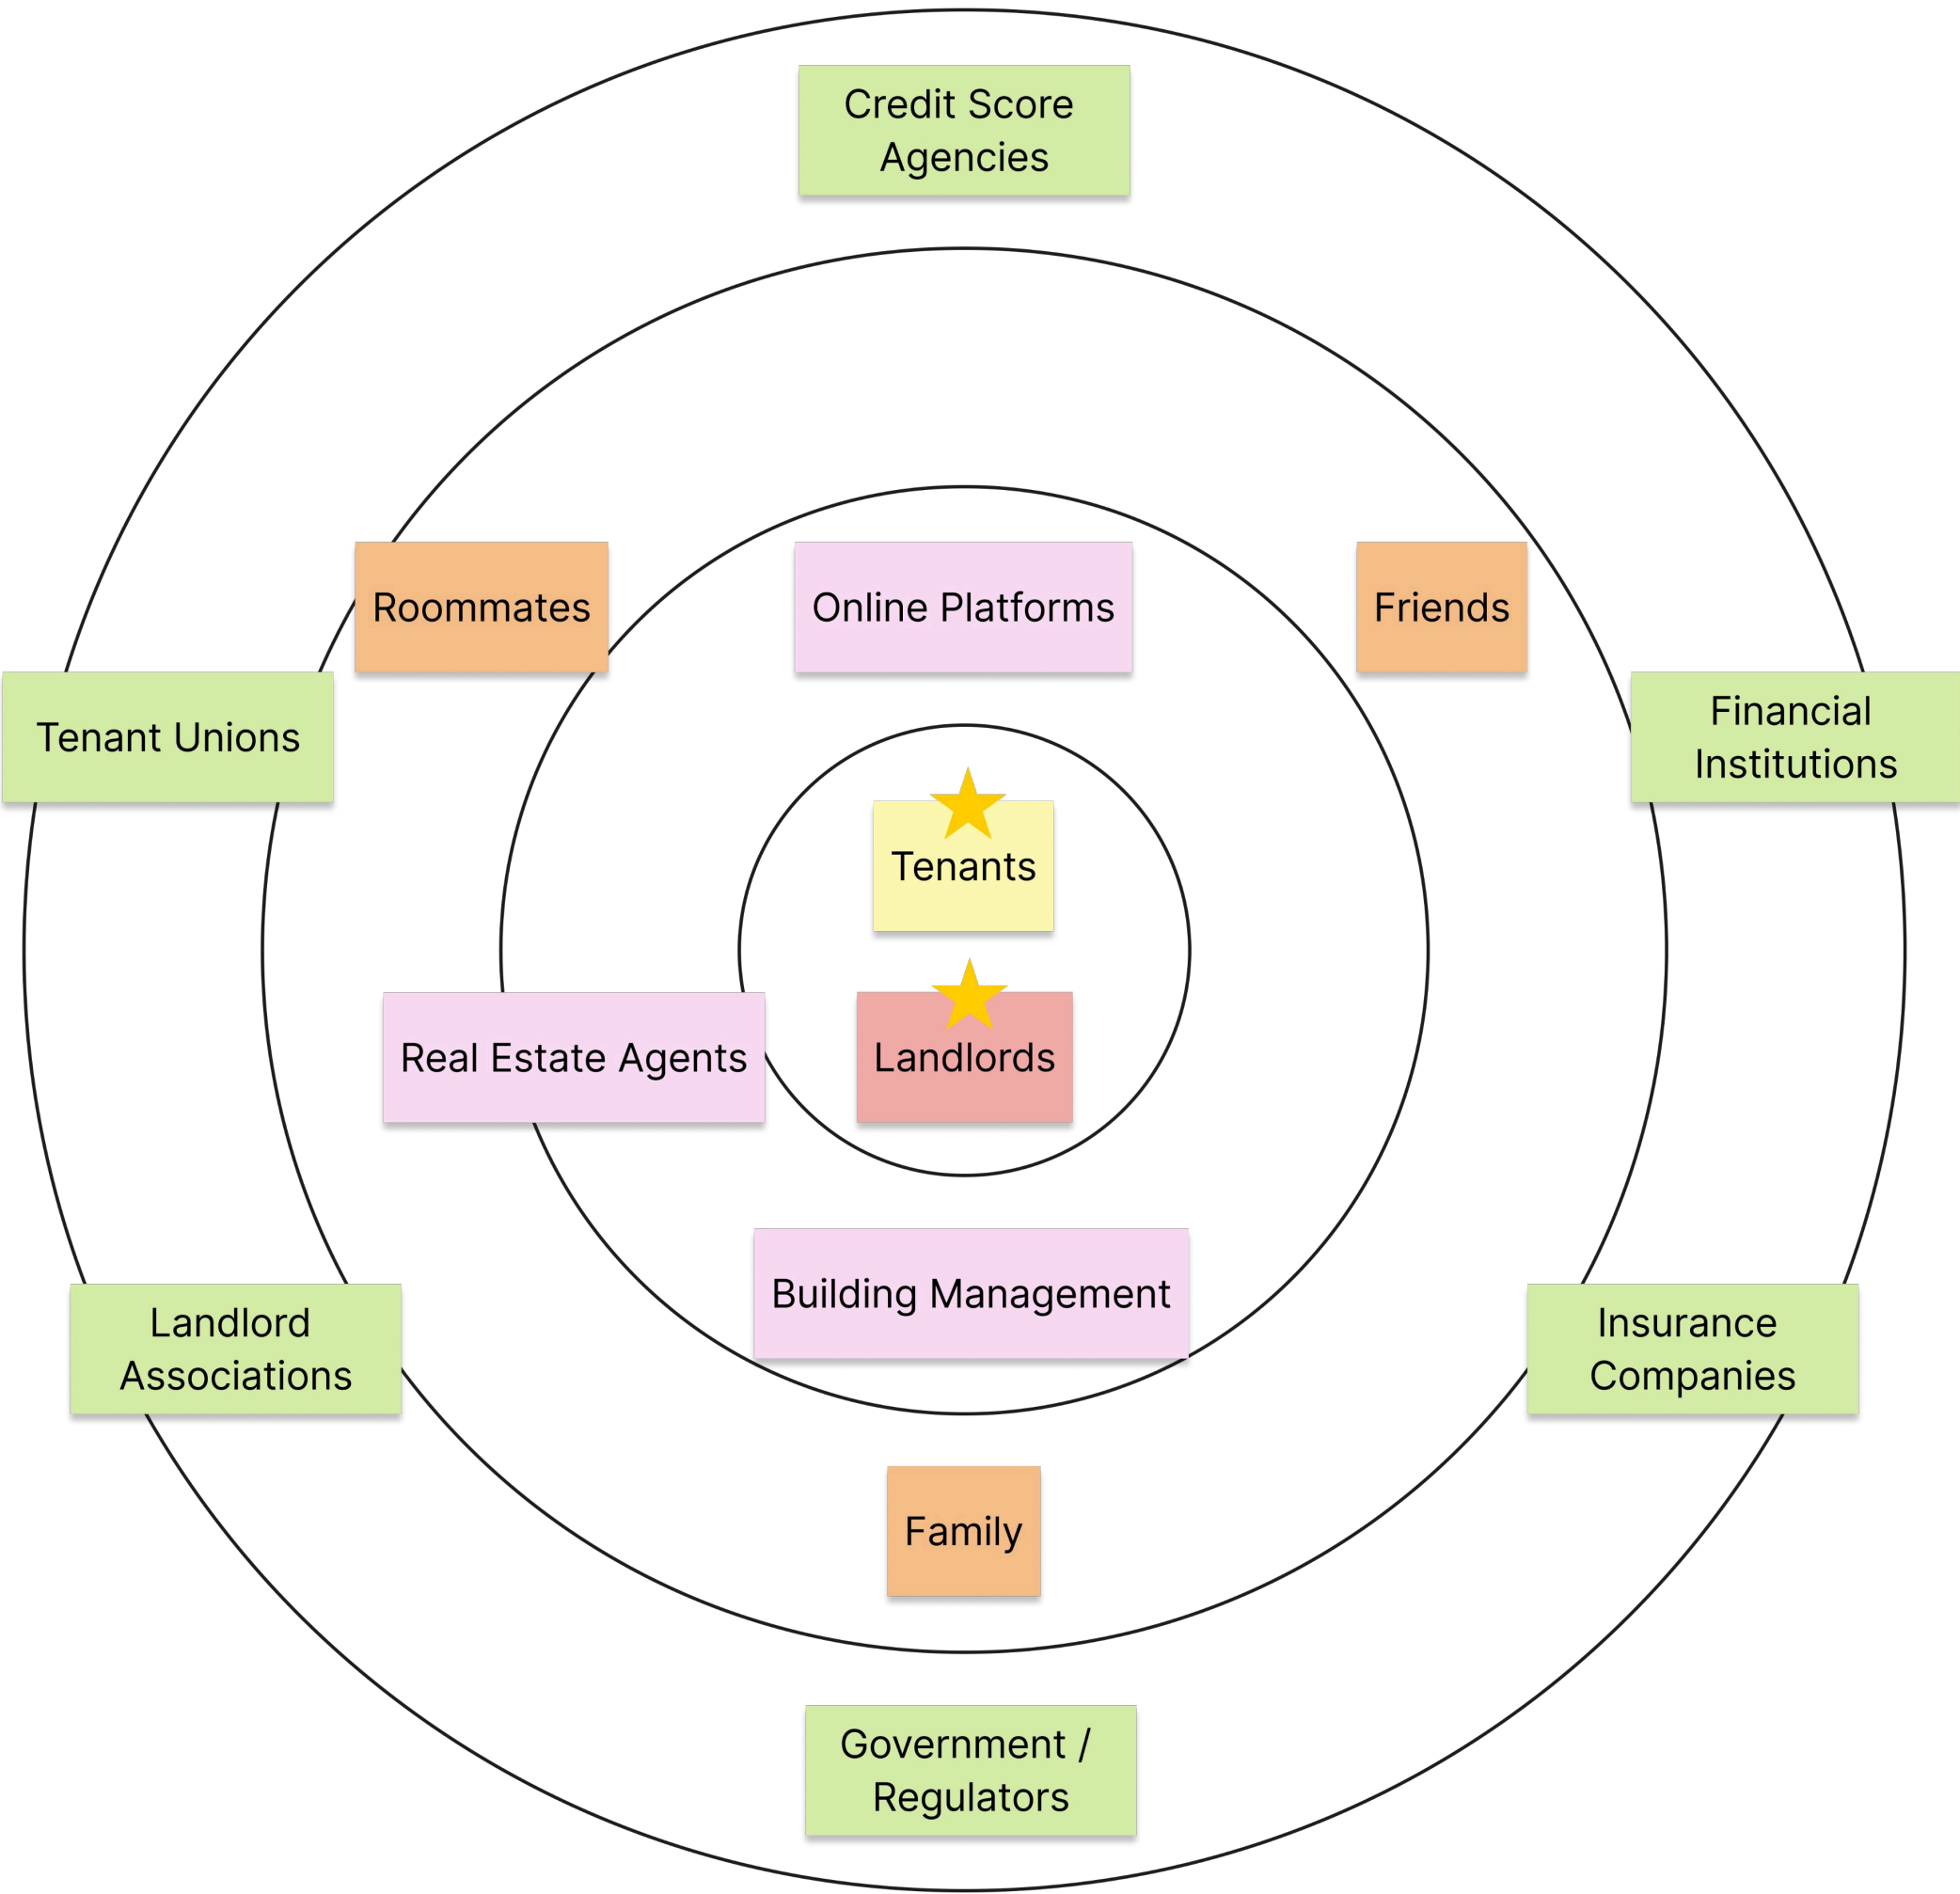 Credit Score
Agencies
Roommates
Online Platforms
Friends
Tenant Unions
Financial
Institutions
Tenants
Real Estate Agents
Landlords
Building Management
Landlord
Associations
Insurance
Companies
Family
Government /
Regulators